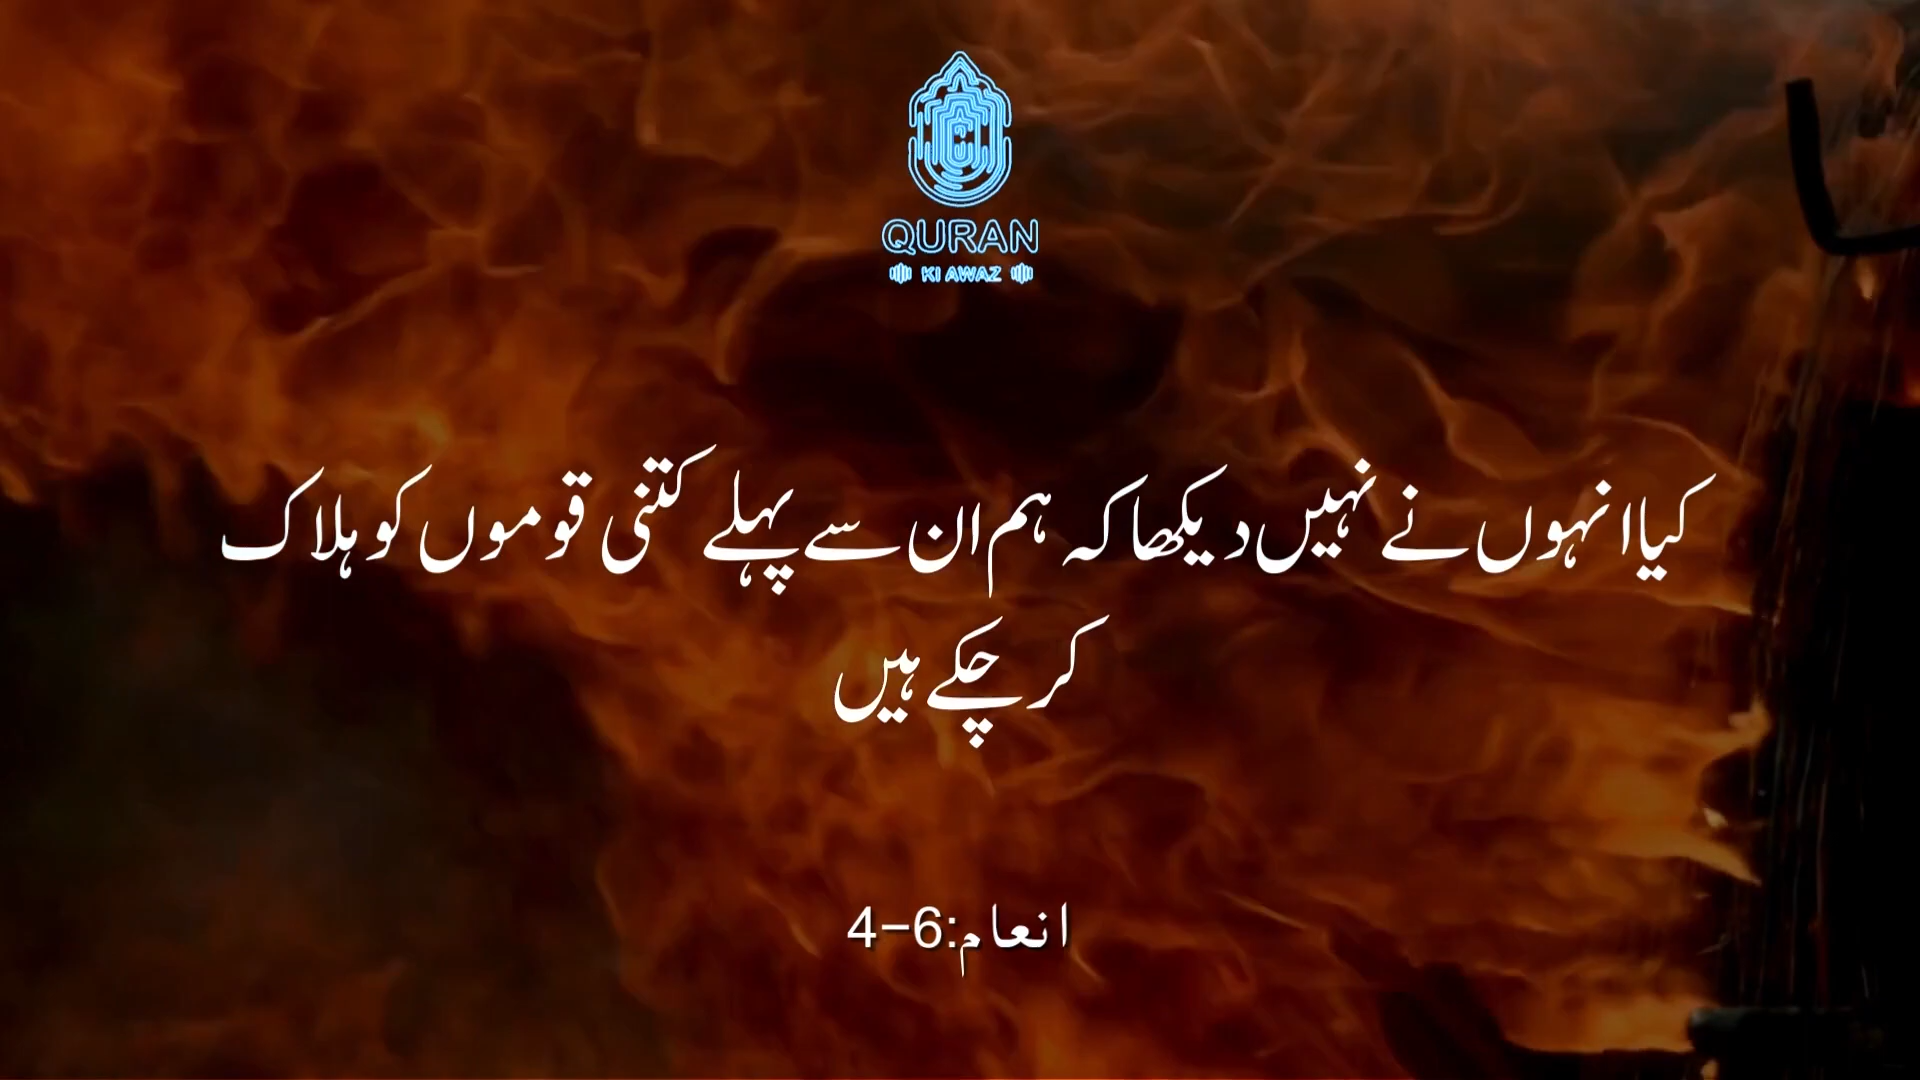 QURAN
KI AWAZ
کیا انہوں نے نہیں دیکھا کہ ہم ان سے پہلے کتنی قوموں کو ہلاک
کر چکے ہیں
انعام:6-4